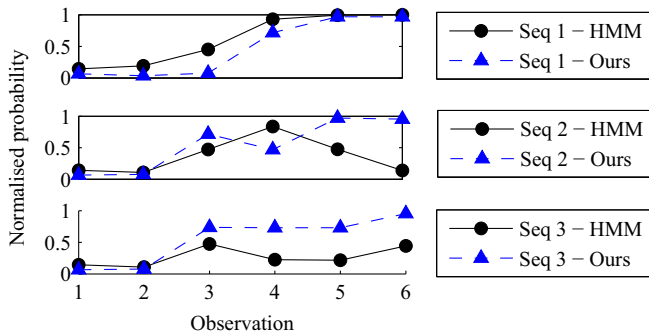 Normalised probability
1
0.5
0
Seq 1 − HMM
Seq 1 − Ours
1
0.5
0
Seq 2 − HMM
Seq 2 − Ours
1
0.5
0
Seq 3 − HMM
Seq 3 − Ours
1 2 3 4 5 6
Observation